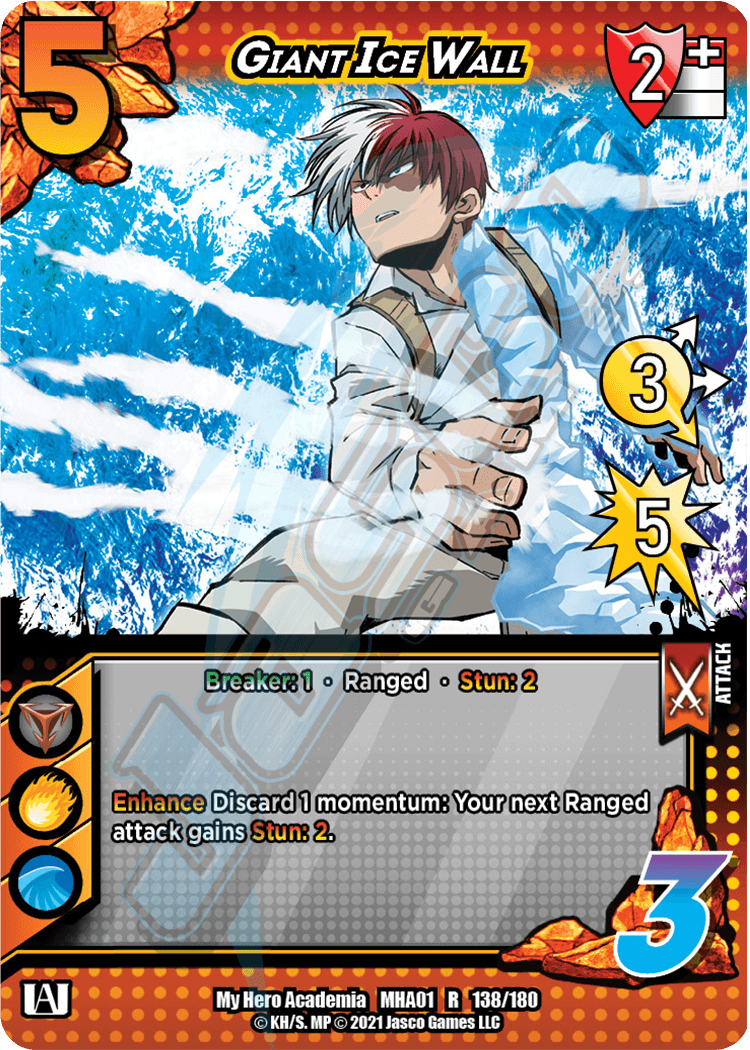 5
GIANT ICE WALL
2
+
3
5
ATTACK
Breaker: 1 • Ranged • Stun: 2
Enhance Discard 1 momentum: Your next Ranged
attack gains Stun: 2.
3
UA
My Hero Academia MHA01 R 138/180
© KH/S. MP © 2021 Jasco Games LLC